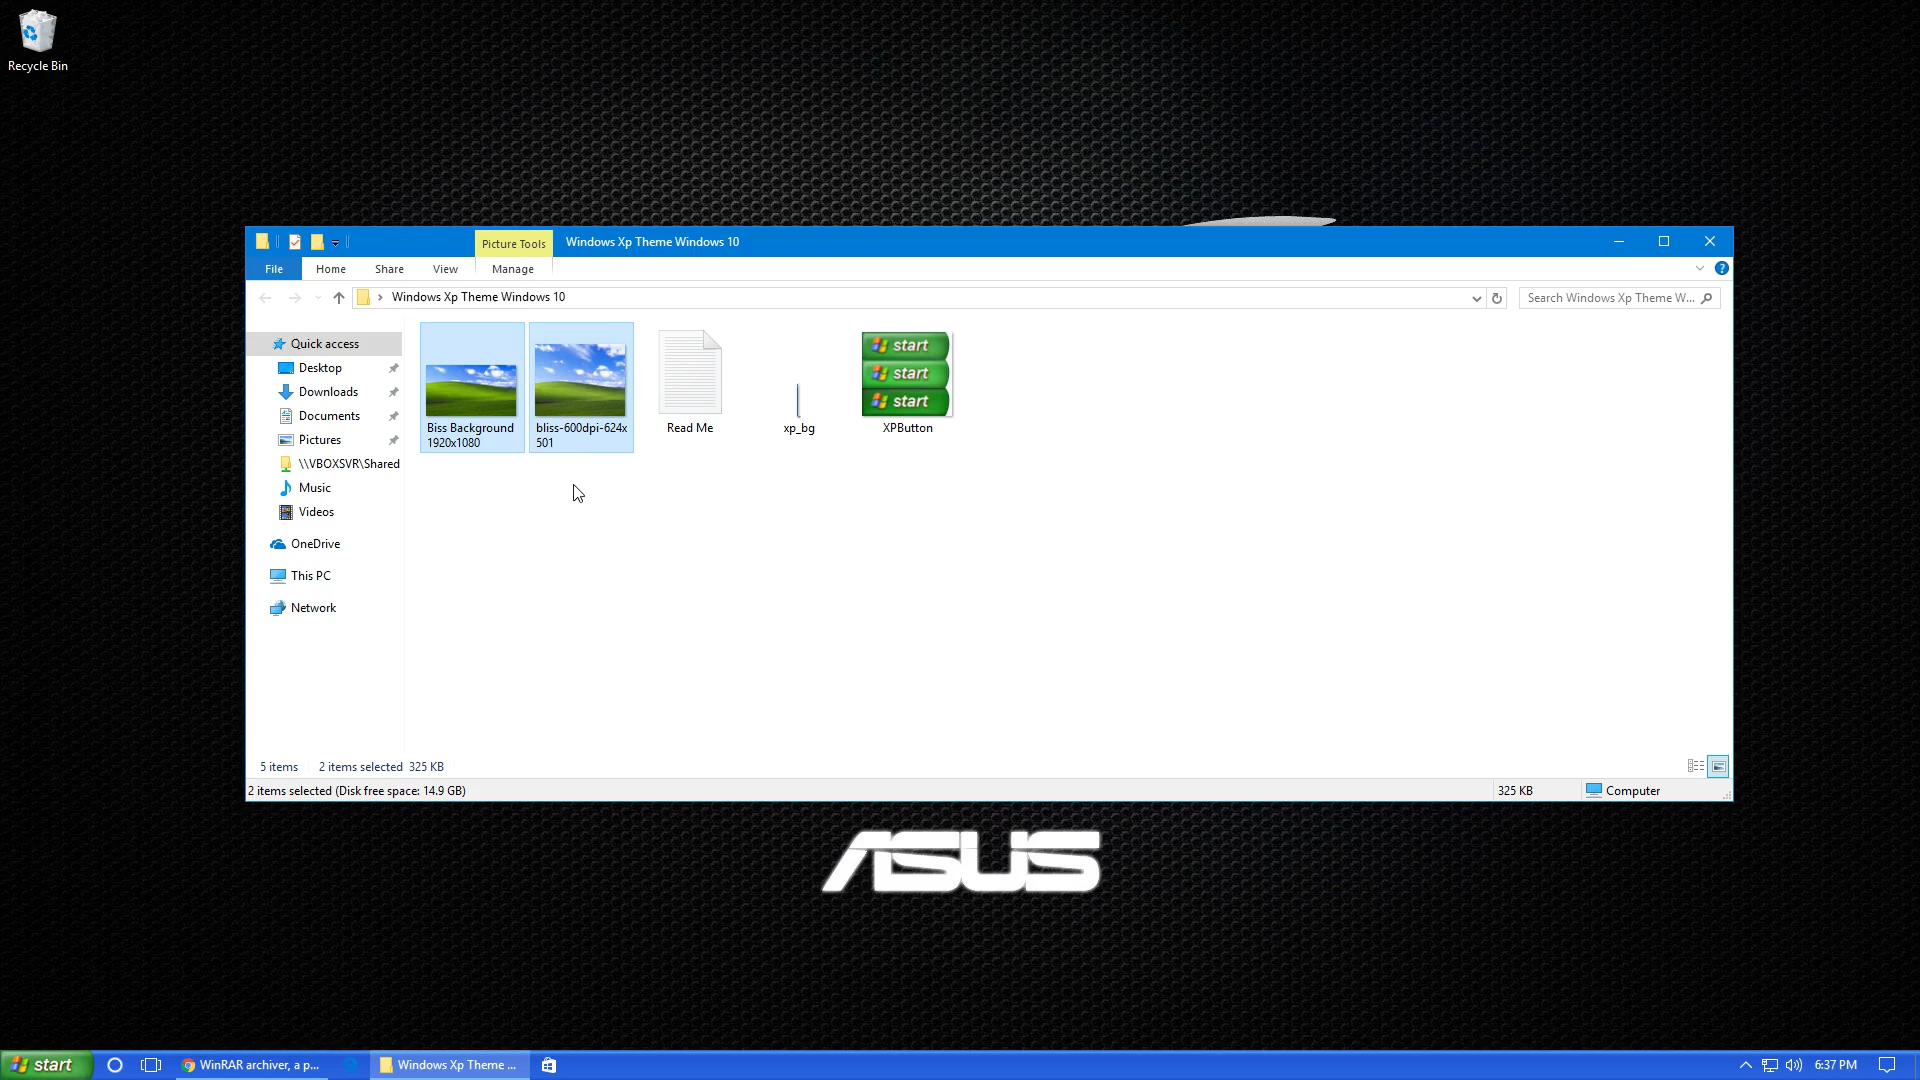 Recycle Bin
Picture Tools
Windows Xp Theme Windows 10
File
Home
Share
View
Manage
Windows Xp Theme Windows 10
Search Windows Xp Theme W...
Quick access
Desktop
Downloads
Documents
Pictures
\\VBOXSVR\Shared
Music
Videos
OneDrive
This PC
Network
Biss Background
1920x1080
bliss-600dpi-624x
501
Read Me
xp_bg
start
start
start
XPButton
5 items
2 items selected 325 KB
2 items selected (Disk free space: 14.9 GB)
325 KB
Computer
ASUS
start
WinRAR archiver, a p...
Windows Xp Theme ...
6:37 PM